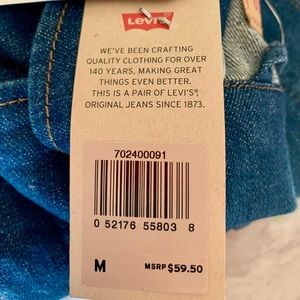 Levi's
WE'VE BEEN CRAFTING
QUALITY CLOTHING FOR OVER
140 YEARS, MAKING GREAT
THINGS EVEN BETTER.
THIS IS A PAIR OF LEVI'S®,
ORIGINAL JEANS SINCE 1873.
702400091
0 52176 55803 8
M MSRP $59.50